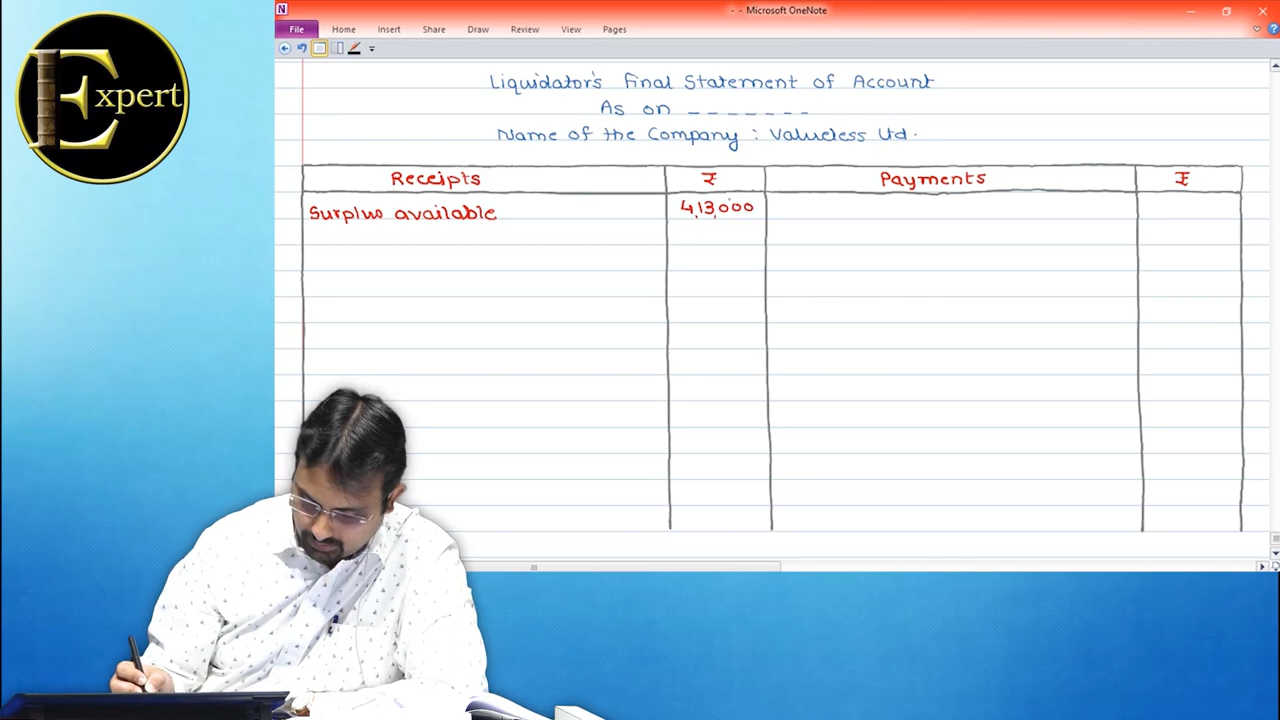 Expert
- - Microsoft OneNote
File Home Insert Share Draw Review View Pages
Liquidator's Final Statement of Account
As on - - - - - - -
Name of the Company : Valueless Ltd.
Receipts ₹ Payments ₹
Surplus available 4,13,000